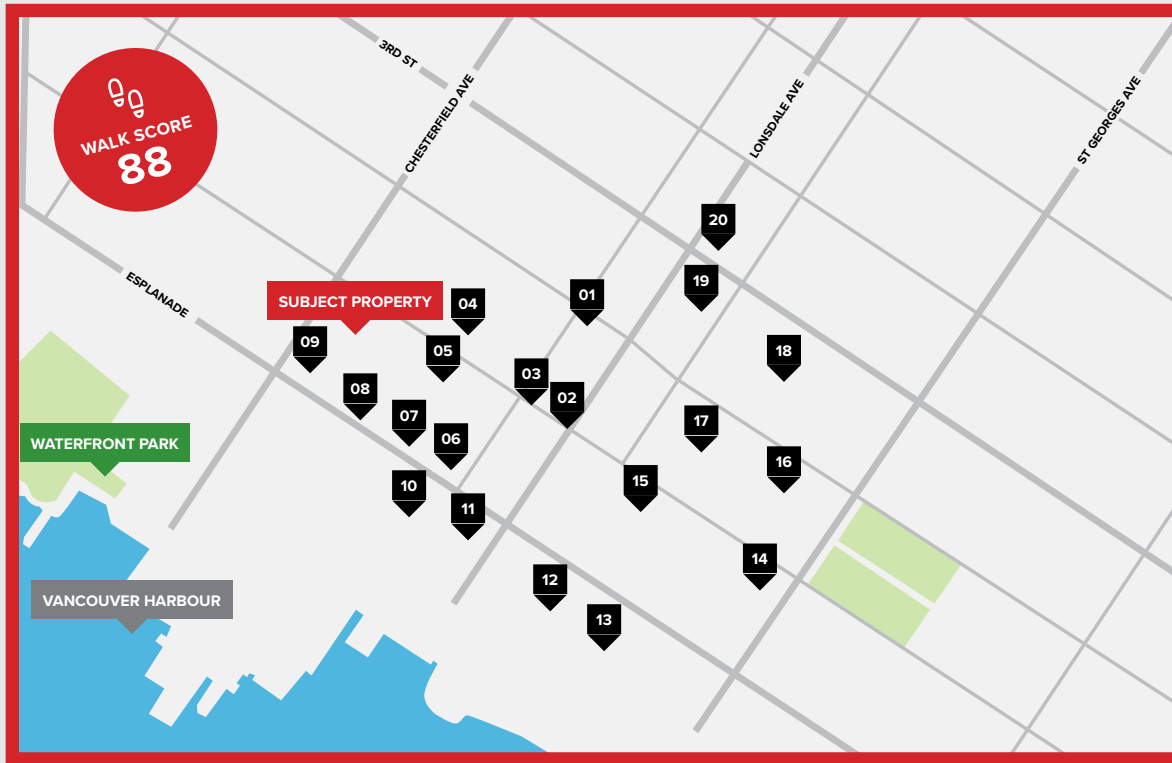 3RD ST
CHESTERFIELD AVE
LONSDALE AVE
ST GEORGES AVE
WALK SCORE
88
20
ESPLANADE
SUBJECT PROPERTY
04
01
19
09
05
18
03
08
02
07
17
06
16
WATERFRONT PARK
10
15
11
14
12
VANCOUVER HARBOUR
13